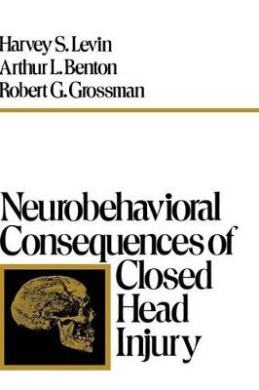 Harvey S. Levin
Arthur L. Benton
Robert G. Grossman
Neurobehavioral
Consequences of
Closed
Head
Injury